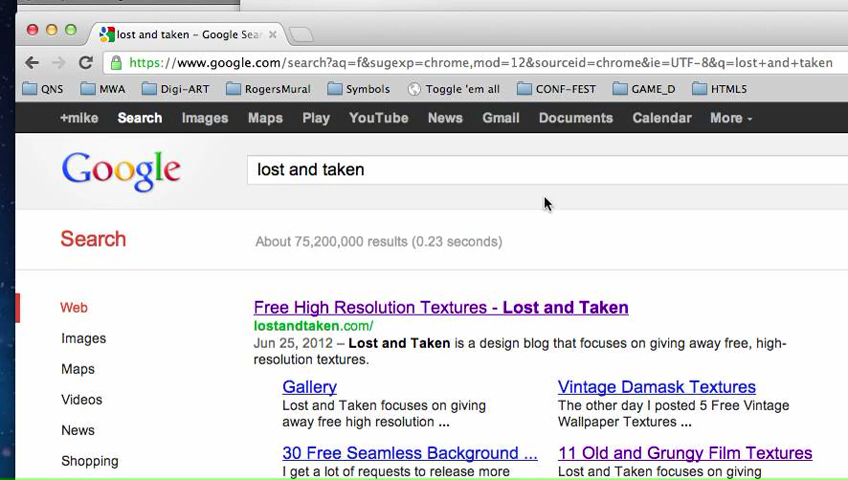 lost and taken – Google Sear
https://www.google.com/search?aq=f&sugexp=chrome,mod=12&sourceid=chrome&ie=UTF-8&q=lost+and+taken
QNS MWA Digi-ART RogersMural Symbols Toggle 'em all CONF-FEST GAME_D HTML5
+mike Search Images Maps Play YouTube News Gmail Documents Calendar More
Google
lost and taken
Search
About 75,200,000 results (0.23 seconds)
Web
Images
Maps
Videos
News
Shopping
Free High Resolution Textures - Lost and Taken
lostandtaken.com/
Jun 25, 2012 – Lost and Taken is a design blog that focuses on giving away free, high-
resolution textures.
Gallery
Lost and Taken focuses on giving
away free high resolution ...
Vintage Damask Textures
The other day I posted 5 Free Vintage
Wallpaper Textures ...
30 Free Seamless Background ...
I get a lot of requests to release more
11 Old and Grungy Film Textures
Lost and Taken focuses on giving